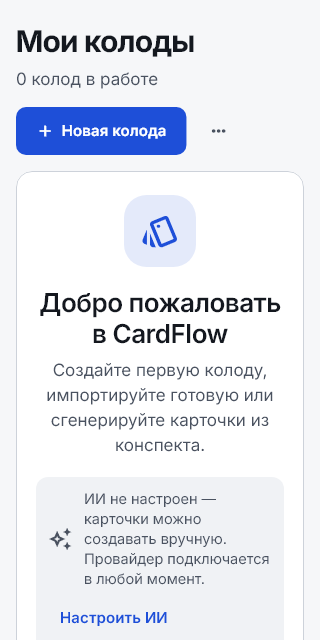 Мои колоды
0 колод в работе
+ Новая колода
...
Добро пожаловать
в CardFlow
Создайте первую колоду,
импортируйте готовую или
сгенерируйте карточки из
конспекта.
ИИ не настроен —
карточки можно
создавать вручную.
Провайдер подключается
в любой момент.
Настроить ИИ